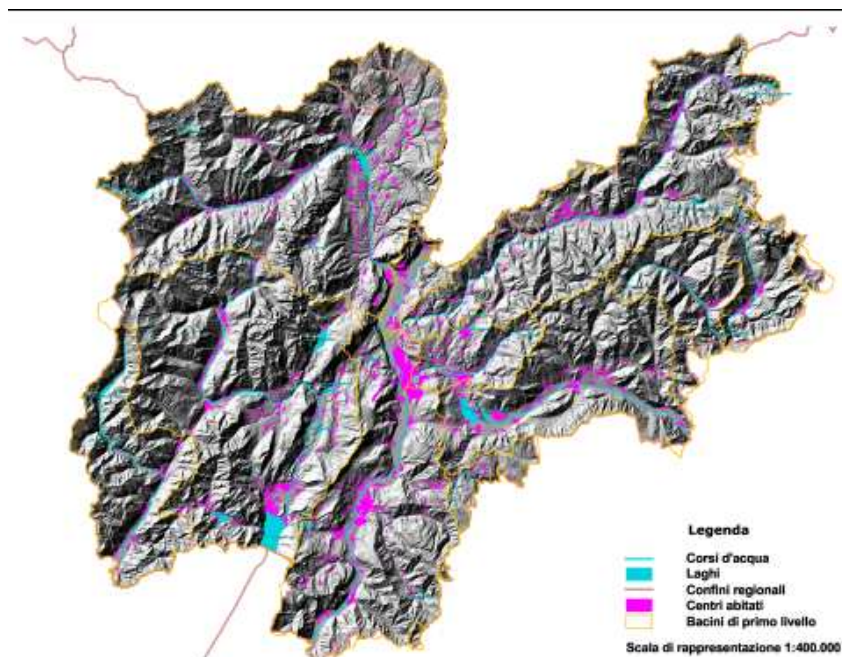 Legenda
Corsi d'acqua
Laghi
Confini regionali
Centri abitati
Bacini di primo livello
Scala di rappresentazione 1:400.000